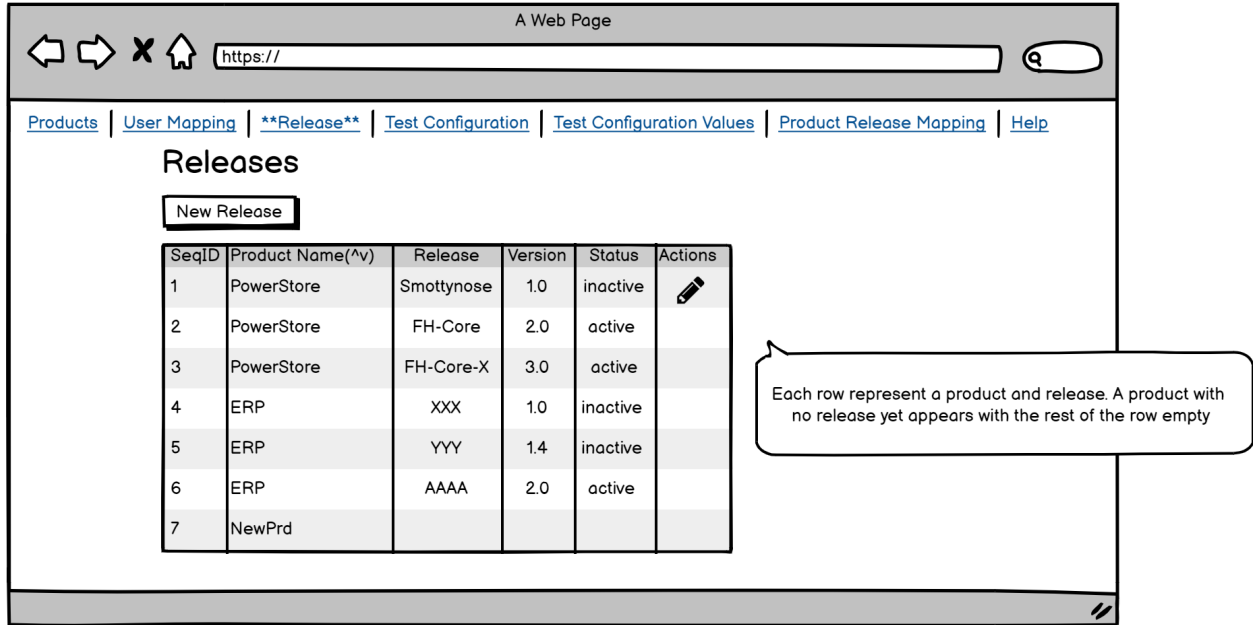 A Web Page
https://
Products | User Mapping | **Release** | Test Configuration | Test Configuration Values | Product Release Mapping | Help
Releases
New Release
SeqID Product Name(^v) Release Version Status Actions
1 PowerStore Smottynose 1.0 inactive
2 PowerStore FH-Core 2.0 active
3 PowerStore FH-Core-X 3.0 active
4 ERP XXX 1.0 inactive
5 ERP YYY 1.4 inactive
6 ERP AAAA 2.0 active
7 NewPrd
Each row represent a product and release. A product with
no release yet appears with the rest of the row empty